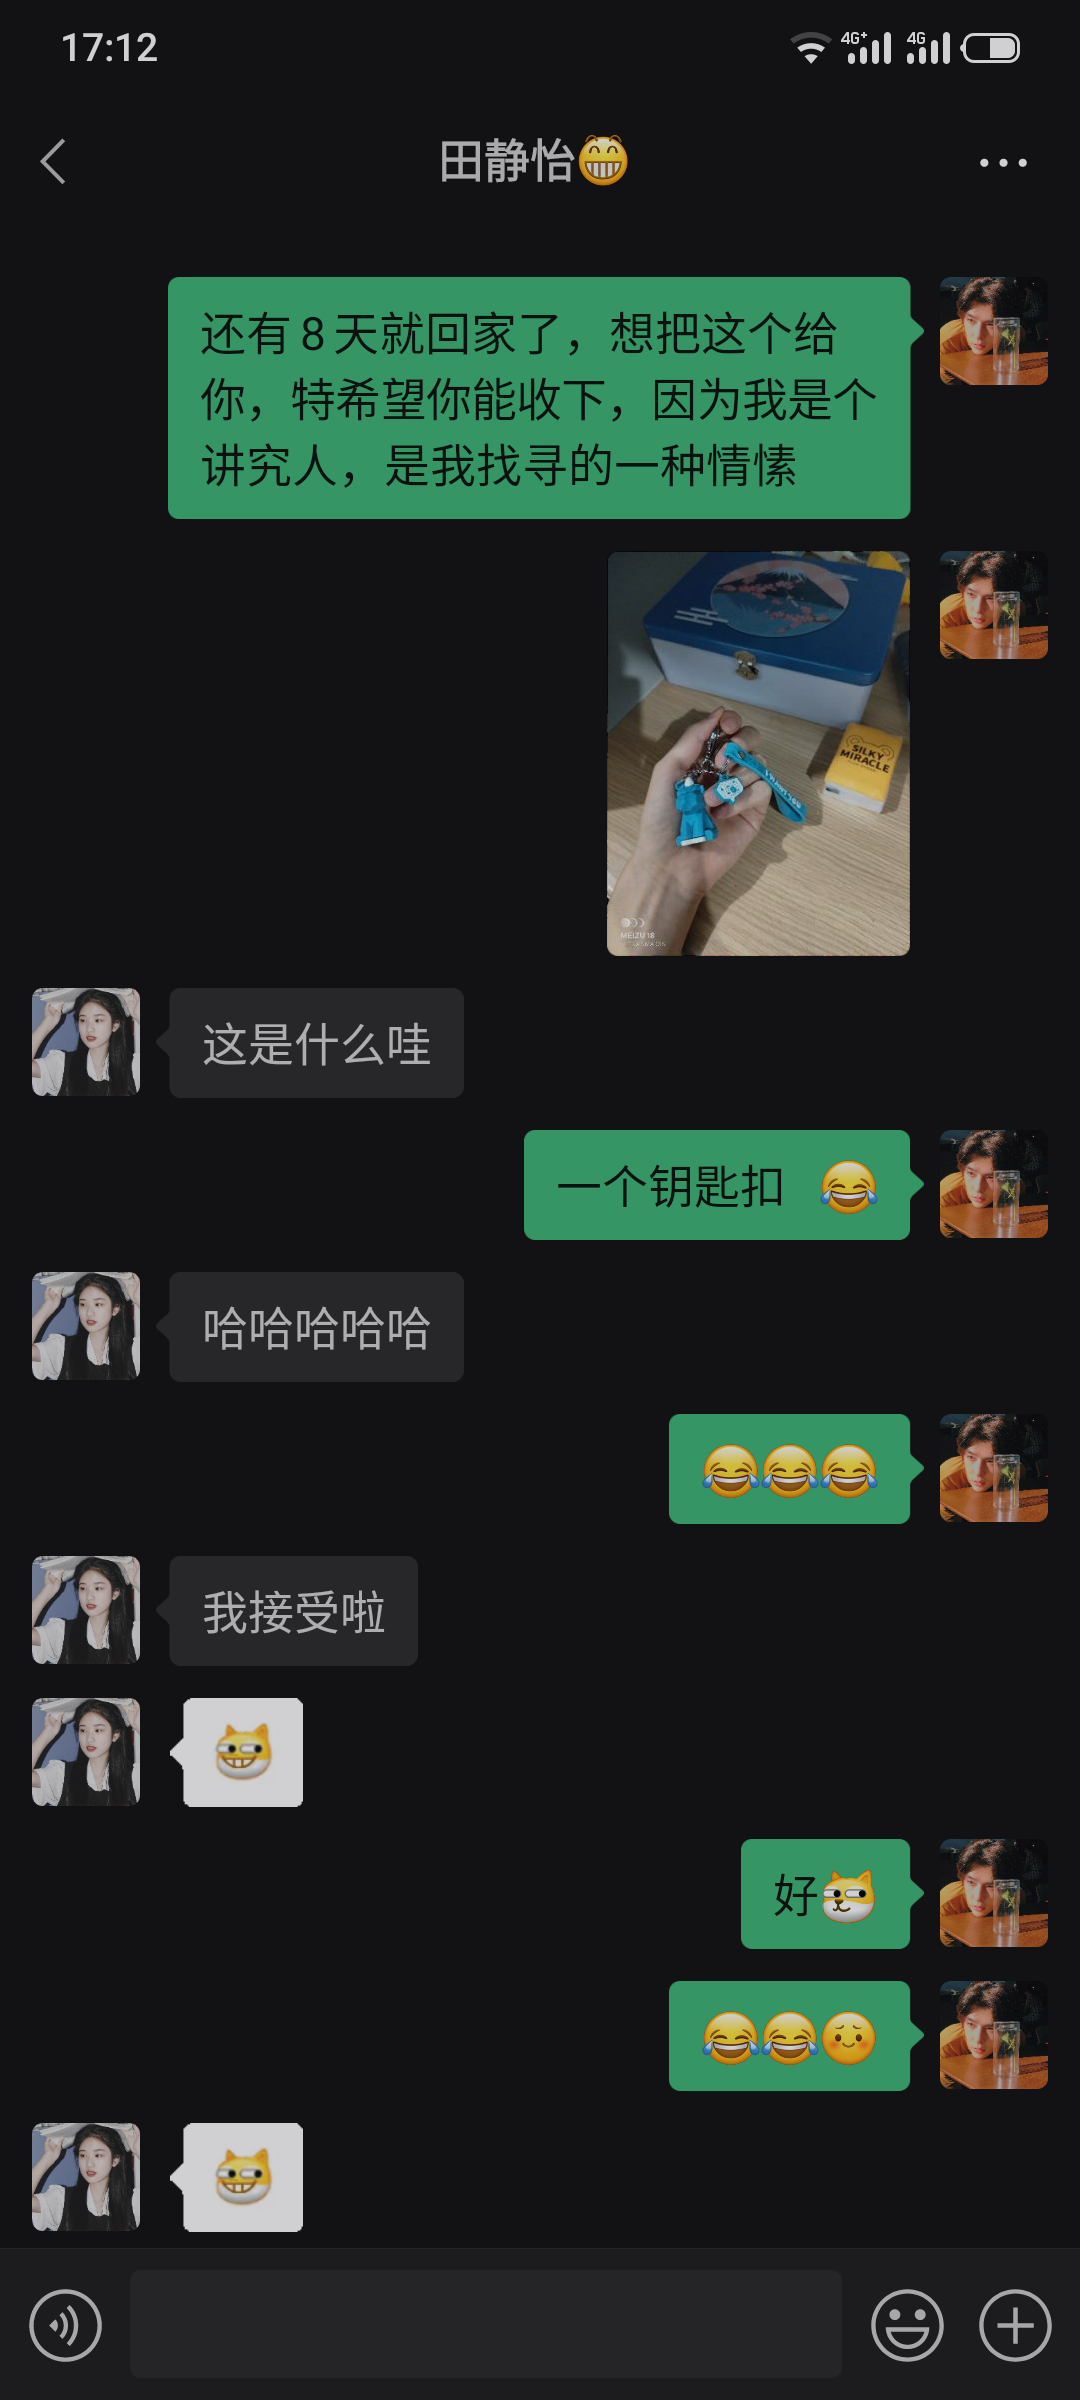 17:12
4G+
4G
田静怡
还有8天就回家了，想把这个给
你，特希望你能收下，因为我是个
讲究人，是我找寻的一种情愫
SILKY
MIRACLE
MEIZU 18
这是什么哇
一个钥匙扣
哈哈哈哈哈
我接受啦
好